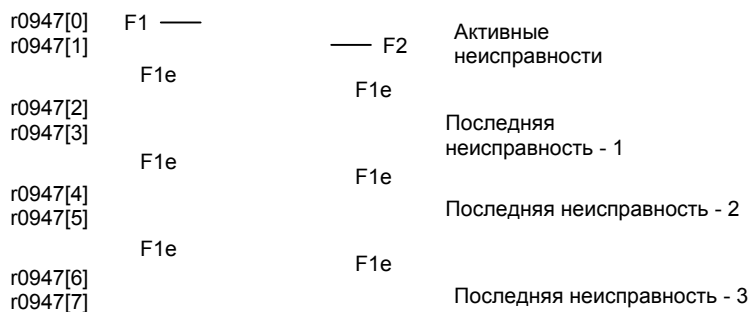 r0947[0] F1
r0947[1] F2
Активные
неисправности
F1e F1e
r0947[2]
r0947[3]
Последняя
неисправность - 1
F1e F1e
r0947[4]
r0947[5]
Последняя неисправность - 2
F1e F1e
r0947[6]
r0947[7]
Последняя неисправность - 3